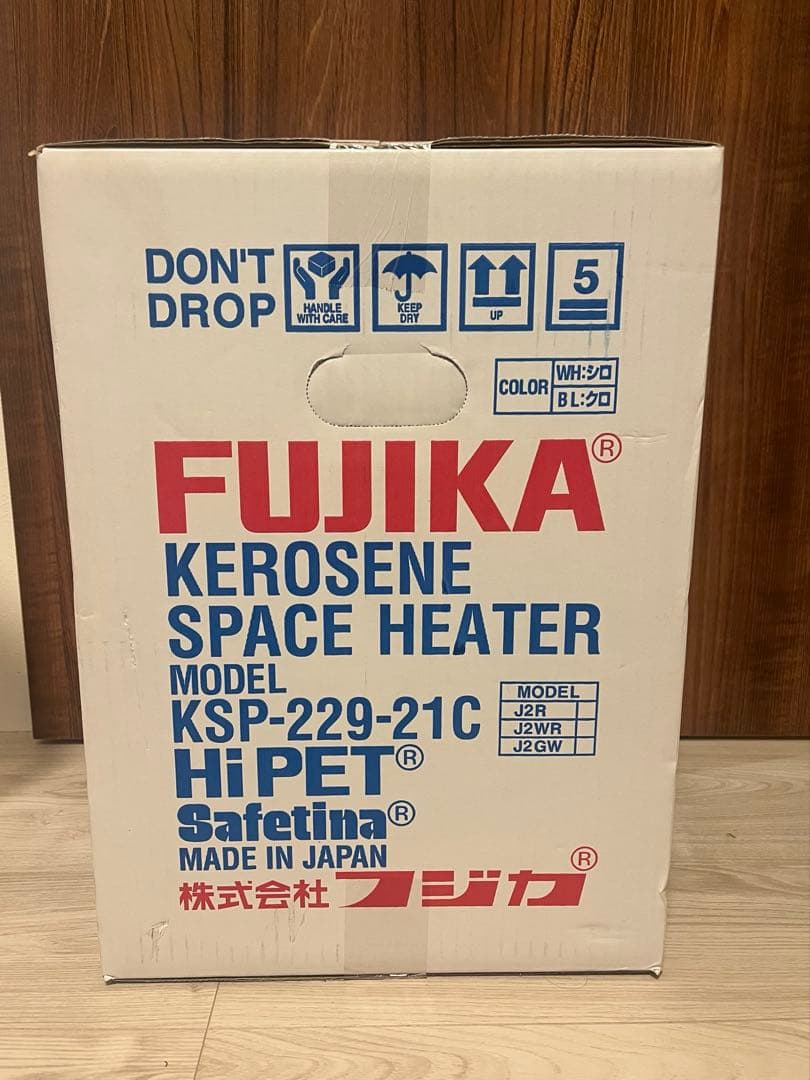 DON'T
DROP
HANDLE
WITH CARE
KEEP
DRY
UP
5
COLOR
WH:シロ
BL:クロ
FUJIKA®
KEROSENE
SPACE HEATER
MODEL
KSP-229-21C
MODEL
J2R
J2WR
J2GW
HiPET®
Safetina®
MADE IN JAPAN
株式会社フジカ®